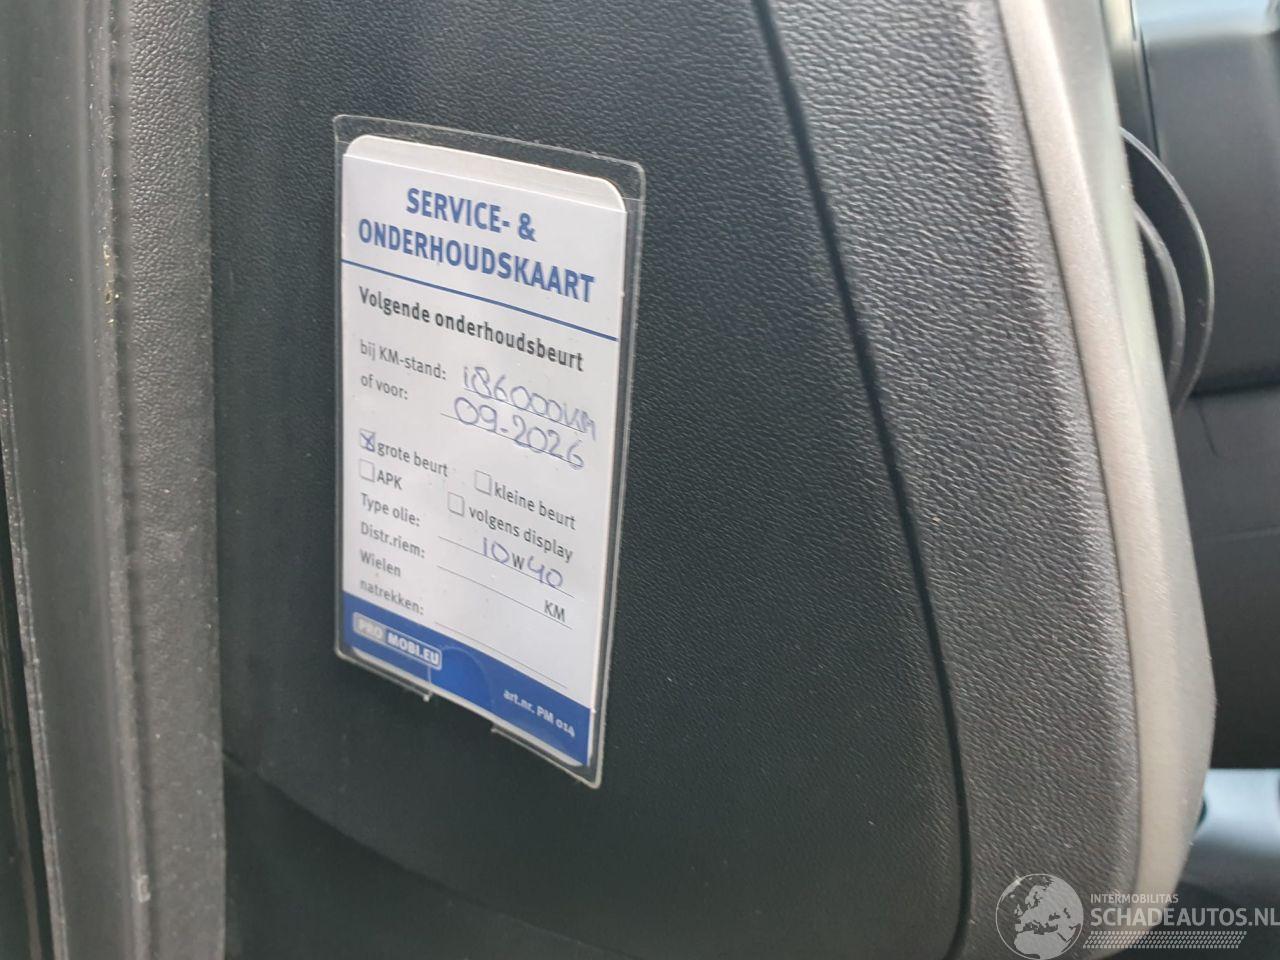 SERVICE- &
ONDERHOUDSKAART
Volgende onderhoudsbeurt
bij KM-stand: 186000KM
of voor: 09-2026
grote beurt kleine beurt
APK volgens display
Type olie: 10W40
Distr.riem: KM
Wielen
natrekken:
PRO MOBI.EU
art.nr. PM 014
INTERMOBILITAS
SCHADEAUTOS.NL